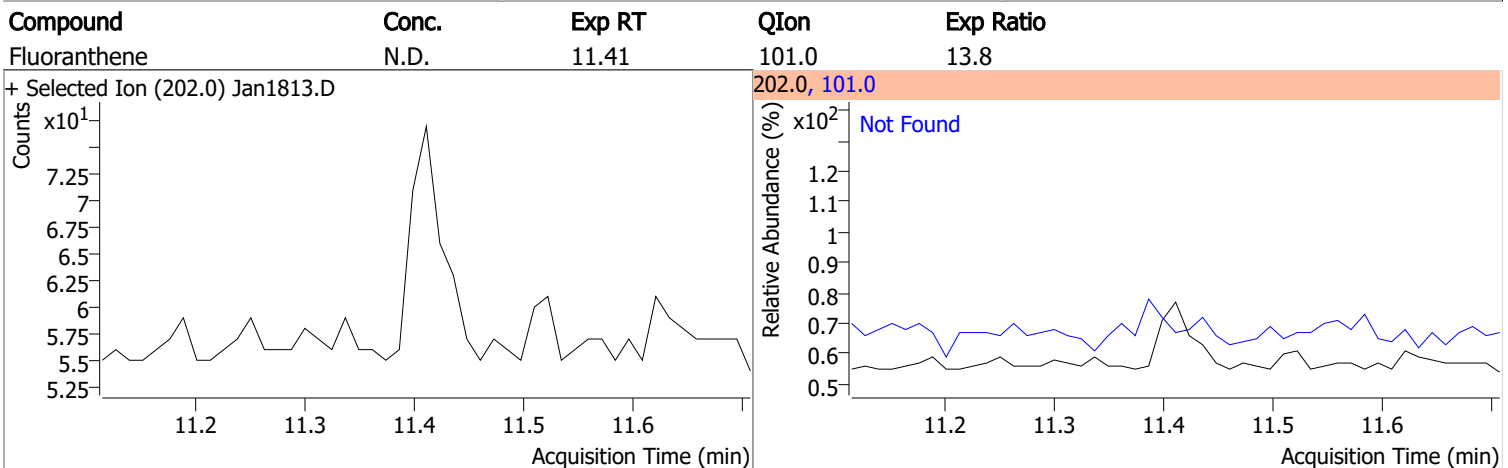 Compound Conc. Exp RT QIon Exp Ratio
Fluoranthene N.D. 11.41 101.0 13.8
+ Selected Ion (202.0) Jan1813.D
Counts
x10¹
7.25
7
6.75
6.5
6.25
6
5.75
5.5
5.25
11.2 11.3 11.4 11.5 11.6
Acquisition Time (min)
202.0, 101.0
Relative Abundance (%)
x10²
Not Found
1.2
1.1
1
0.9
0.8
0.7
0.6
0.5
11.2 11.3 11.4 11.5 11.6
Acquisition Time (min)